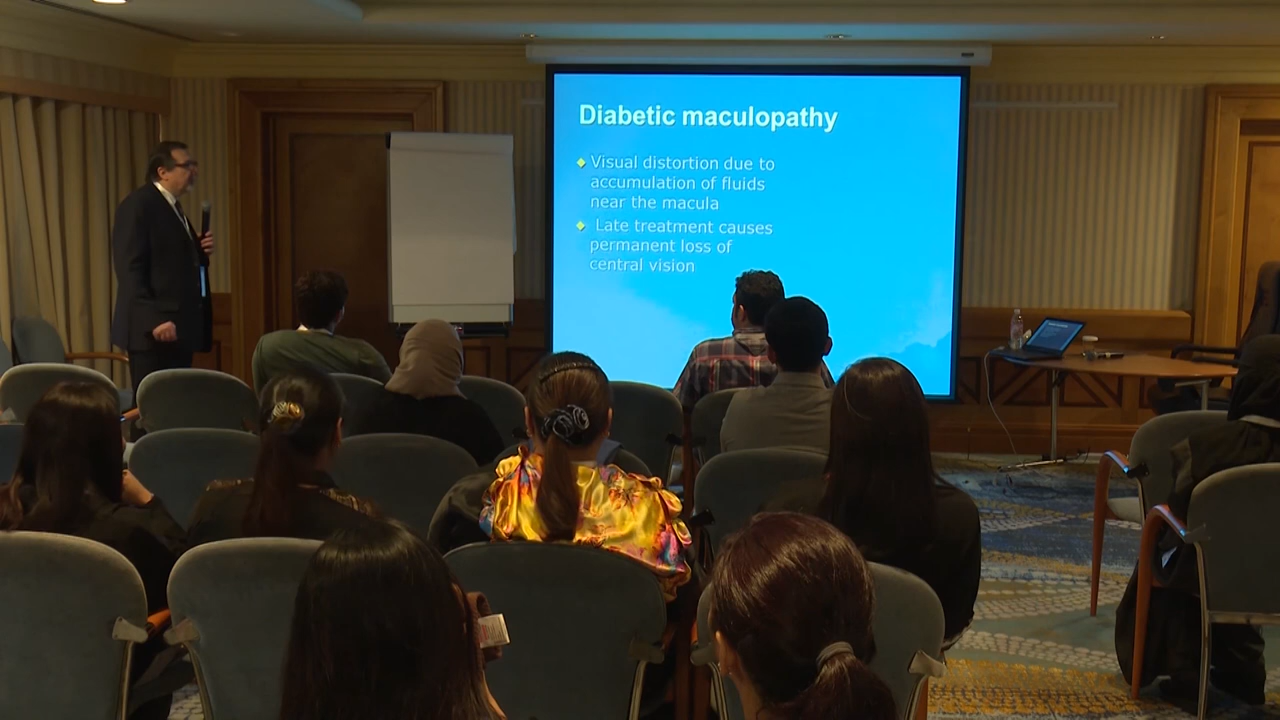 Diabetic maculopathy
Visual distortion due to
accumulation of fluids
near the macula
Late treatment causes
permanent loss of
central vision